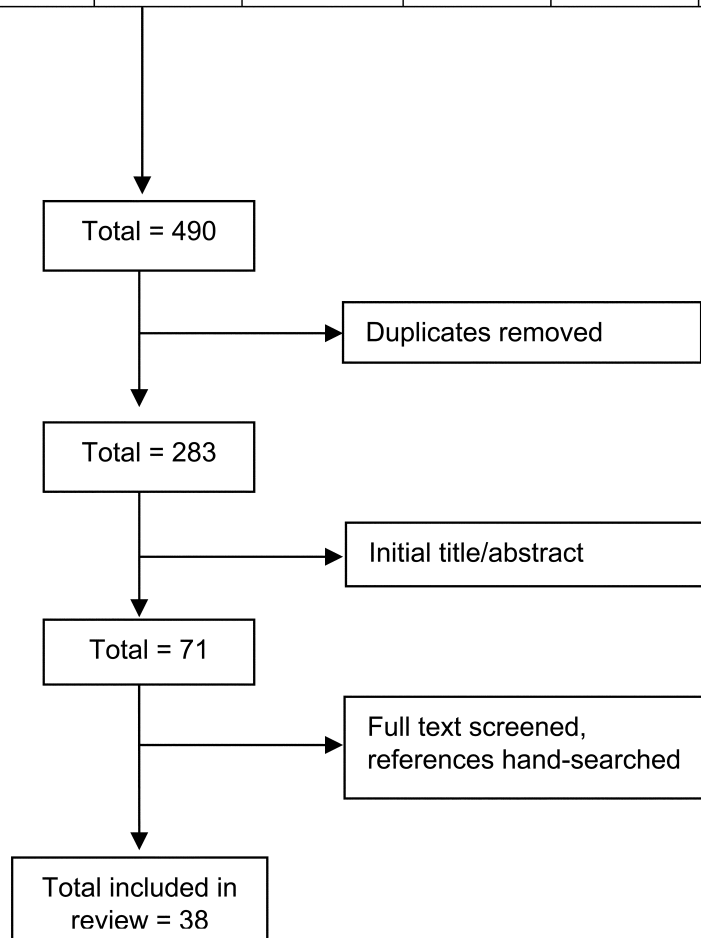 Total = 490
Duplicates removed
Total = 283
Initial title/abstract
Total = 71
Full text screened,
references hand-searched
Total included in
review = 38